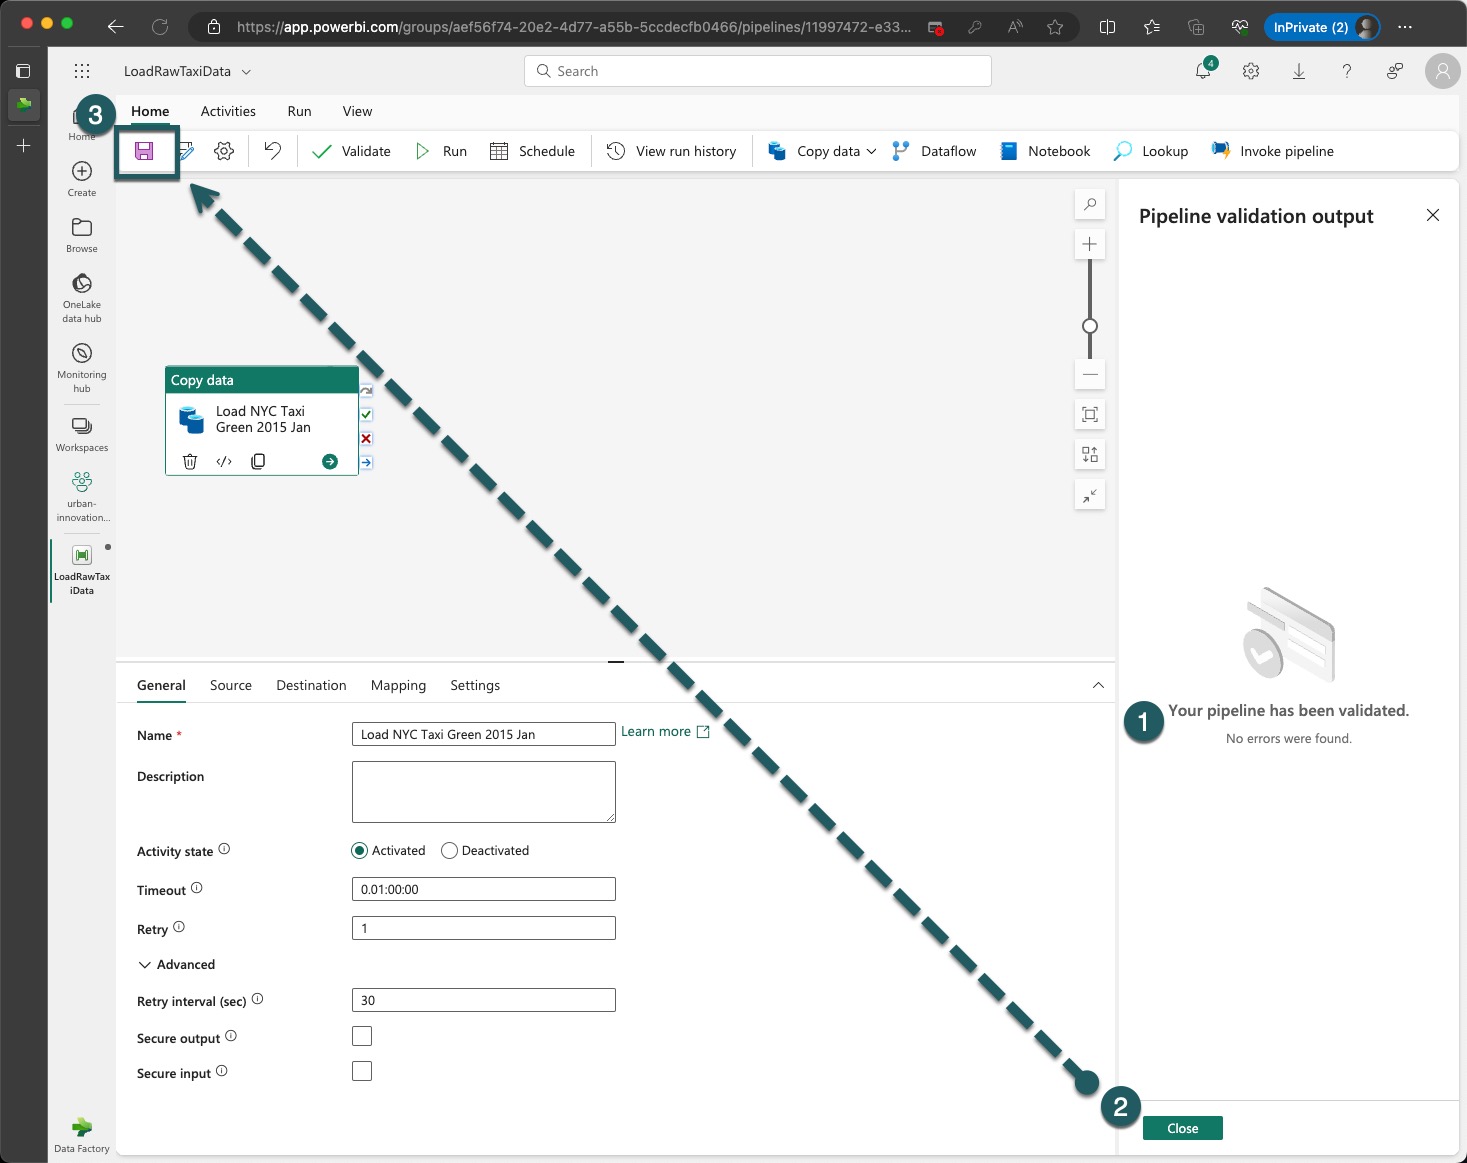 https://app.powerbi.com/groups/aef56f74-20e2-4d77-a55b-5ccdecfb0466/pipelines/11997472-e33...
InPrivate (2)
LoadRawTaxiData
Search
4
3
Home
Activities
Run
View
Validate
Run
Schedule
View run history
Copy data
Dataflow
Notebook
Lookup
Invoke pipeline
Home
Create
Browse
OneLake
data hub
Monitoring
hub
Workspaces
urban-
innovation...
LoadRawTax
iData
Data Factory
Copy data
Load NYC Taxi
Green 2015 Jan
Pipeline validation output
1
Your pipeline has been validated.
No errors were found.
2
Close
General
Source
Destination
Mapping
Settings
Name *
Load NYC Taxi Green 2015 Jan
Learn more
Description
Activity state
Activated
Deactivated
Timeout
0.01:00:00
Retry
1
Advanced
Retry interval (sec)
30
Secure output
Secure input